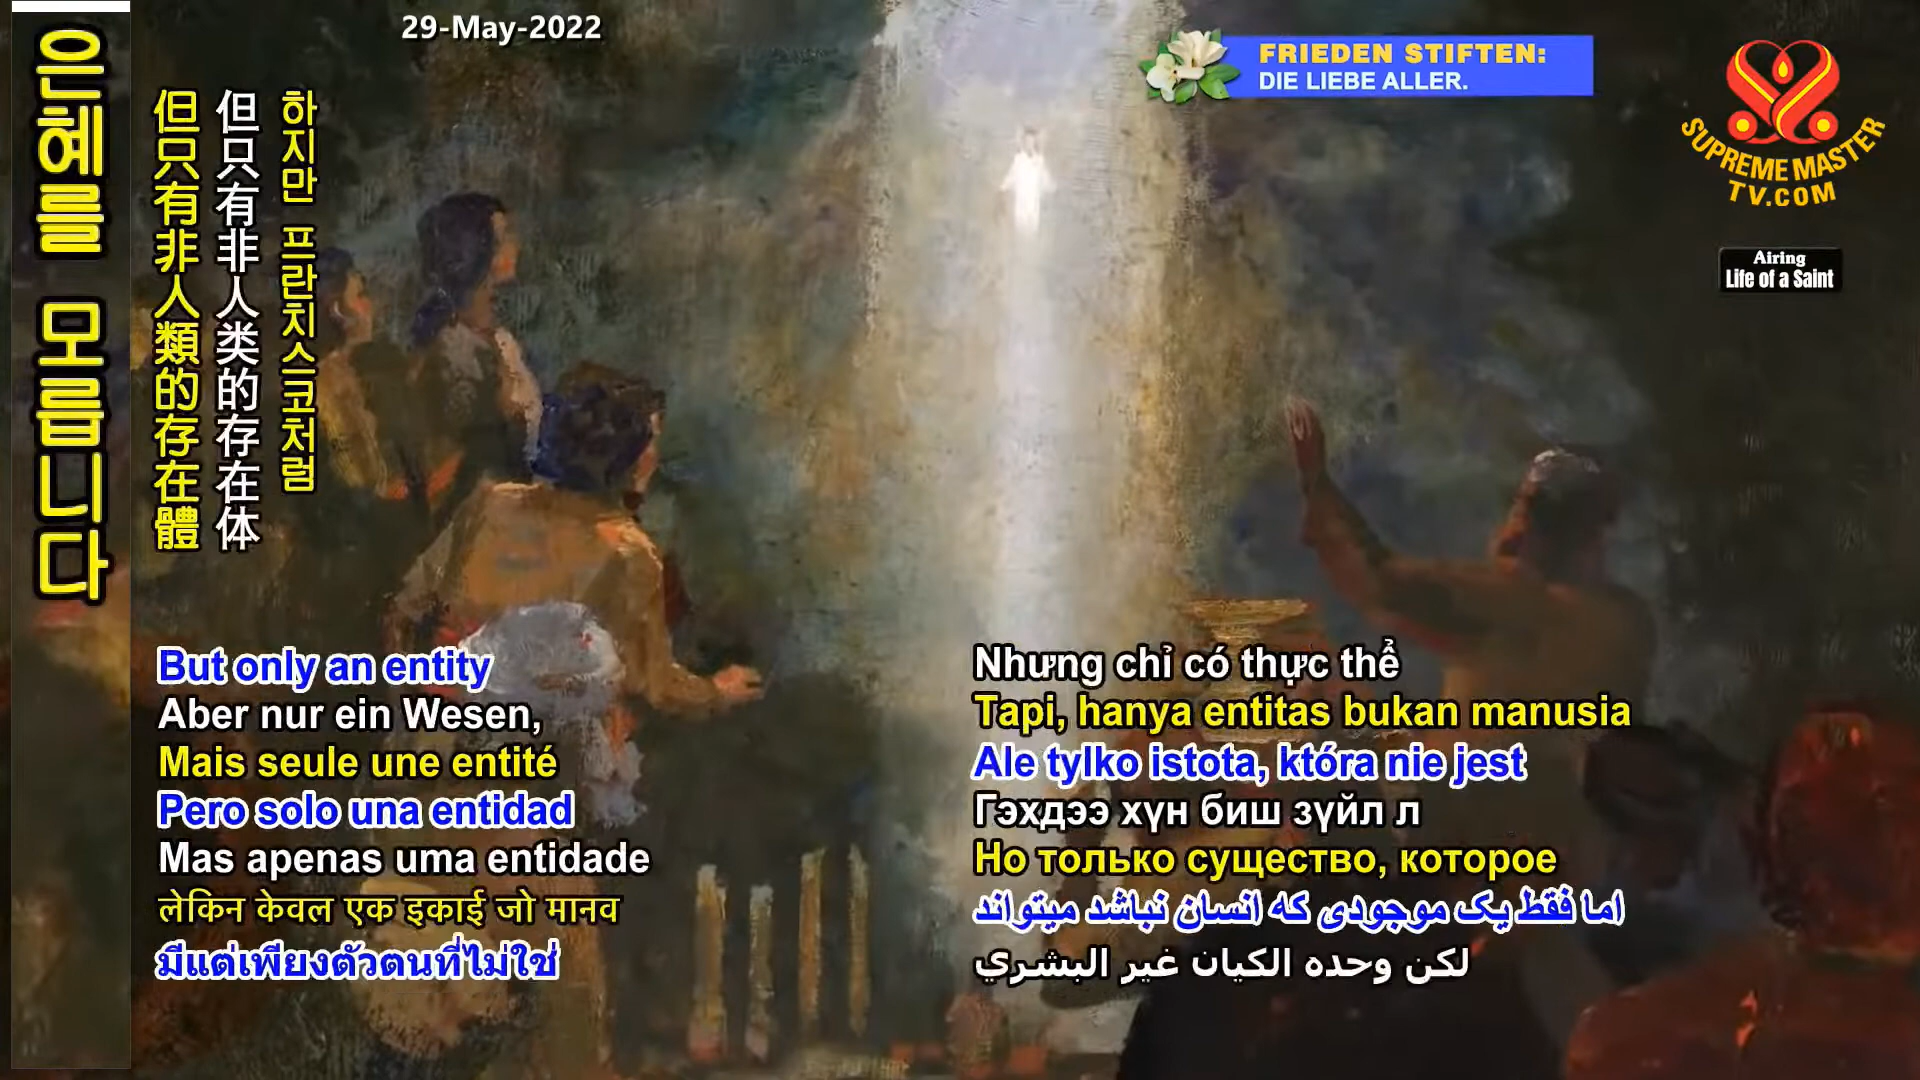 29-May-2022
FRIEDEN STIFTEN:
DIE LIEBE ALLER.
SUPREME MASTER
TV.COM
Airing
Life of a Saint
은혜를 모릅니다
하지만 프란치스코처럼
但只有非人类的存在体
但只有非人類的存在體
But only an entity
Aber nur ein Wesen,
Mais seule une entité
Pero solo una entidad
Mas apenas uma entidade
लेकिन केवल एक इकाई जो मानव
มีแต่เพียงตัวตนที่ไม่ใช่
Nhưng chỉ có thực thể
Tapi, hanya entitas bukan manusia
Ale tylko istota, która nie jest
Гэхдээ хүн биш зүйл л
Но только существо, которое
اما فقط یک موجودی که انسان نباشد میتواند
لكن وحده الكيان غير البشري